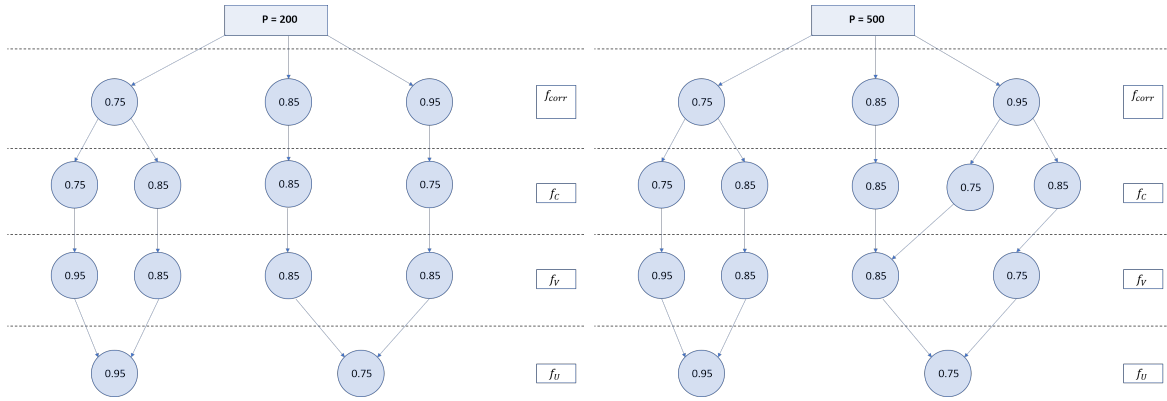 P = 200
0.75 0.85 0.95 f_corr
0.75 0.85 0.85 0.75 f_C
0.95 0.85 0.85 0.85 f_V
0.95 0.75 f_U
P = 500
0.75 0.85 0.95 f_corr
0.75 0.85 0.85 0.75 0.85 f_C
0.95 0.85 0.85 0.75 f_V
0.95 0.75 f_U